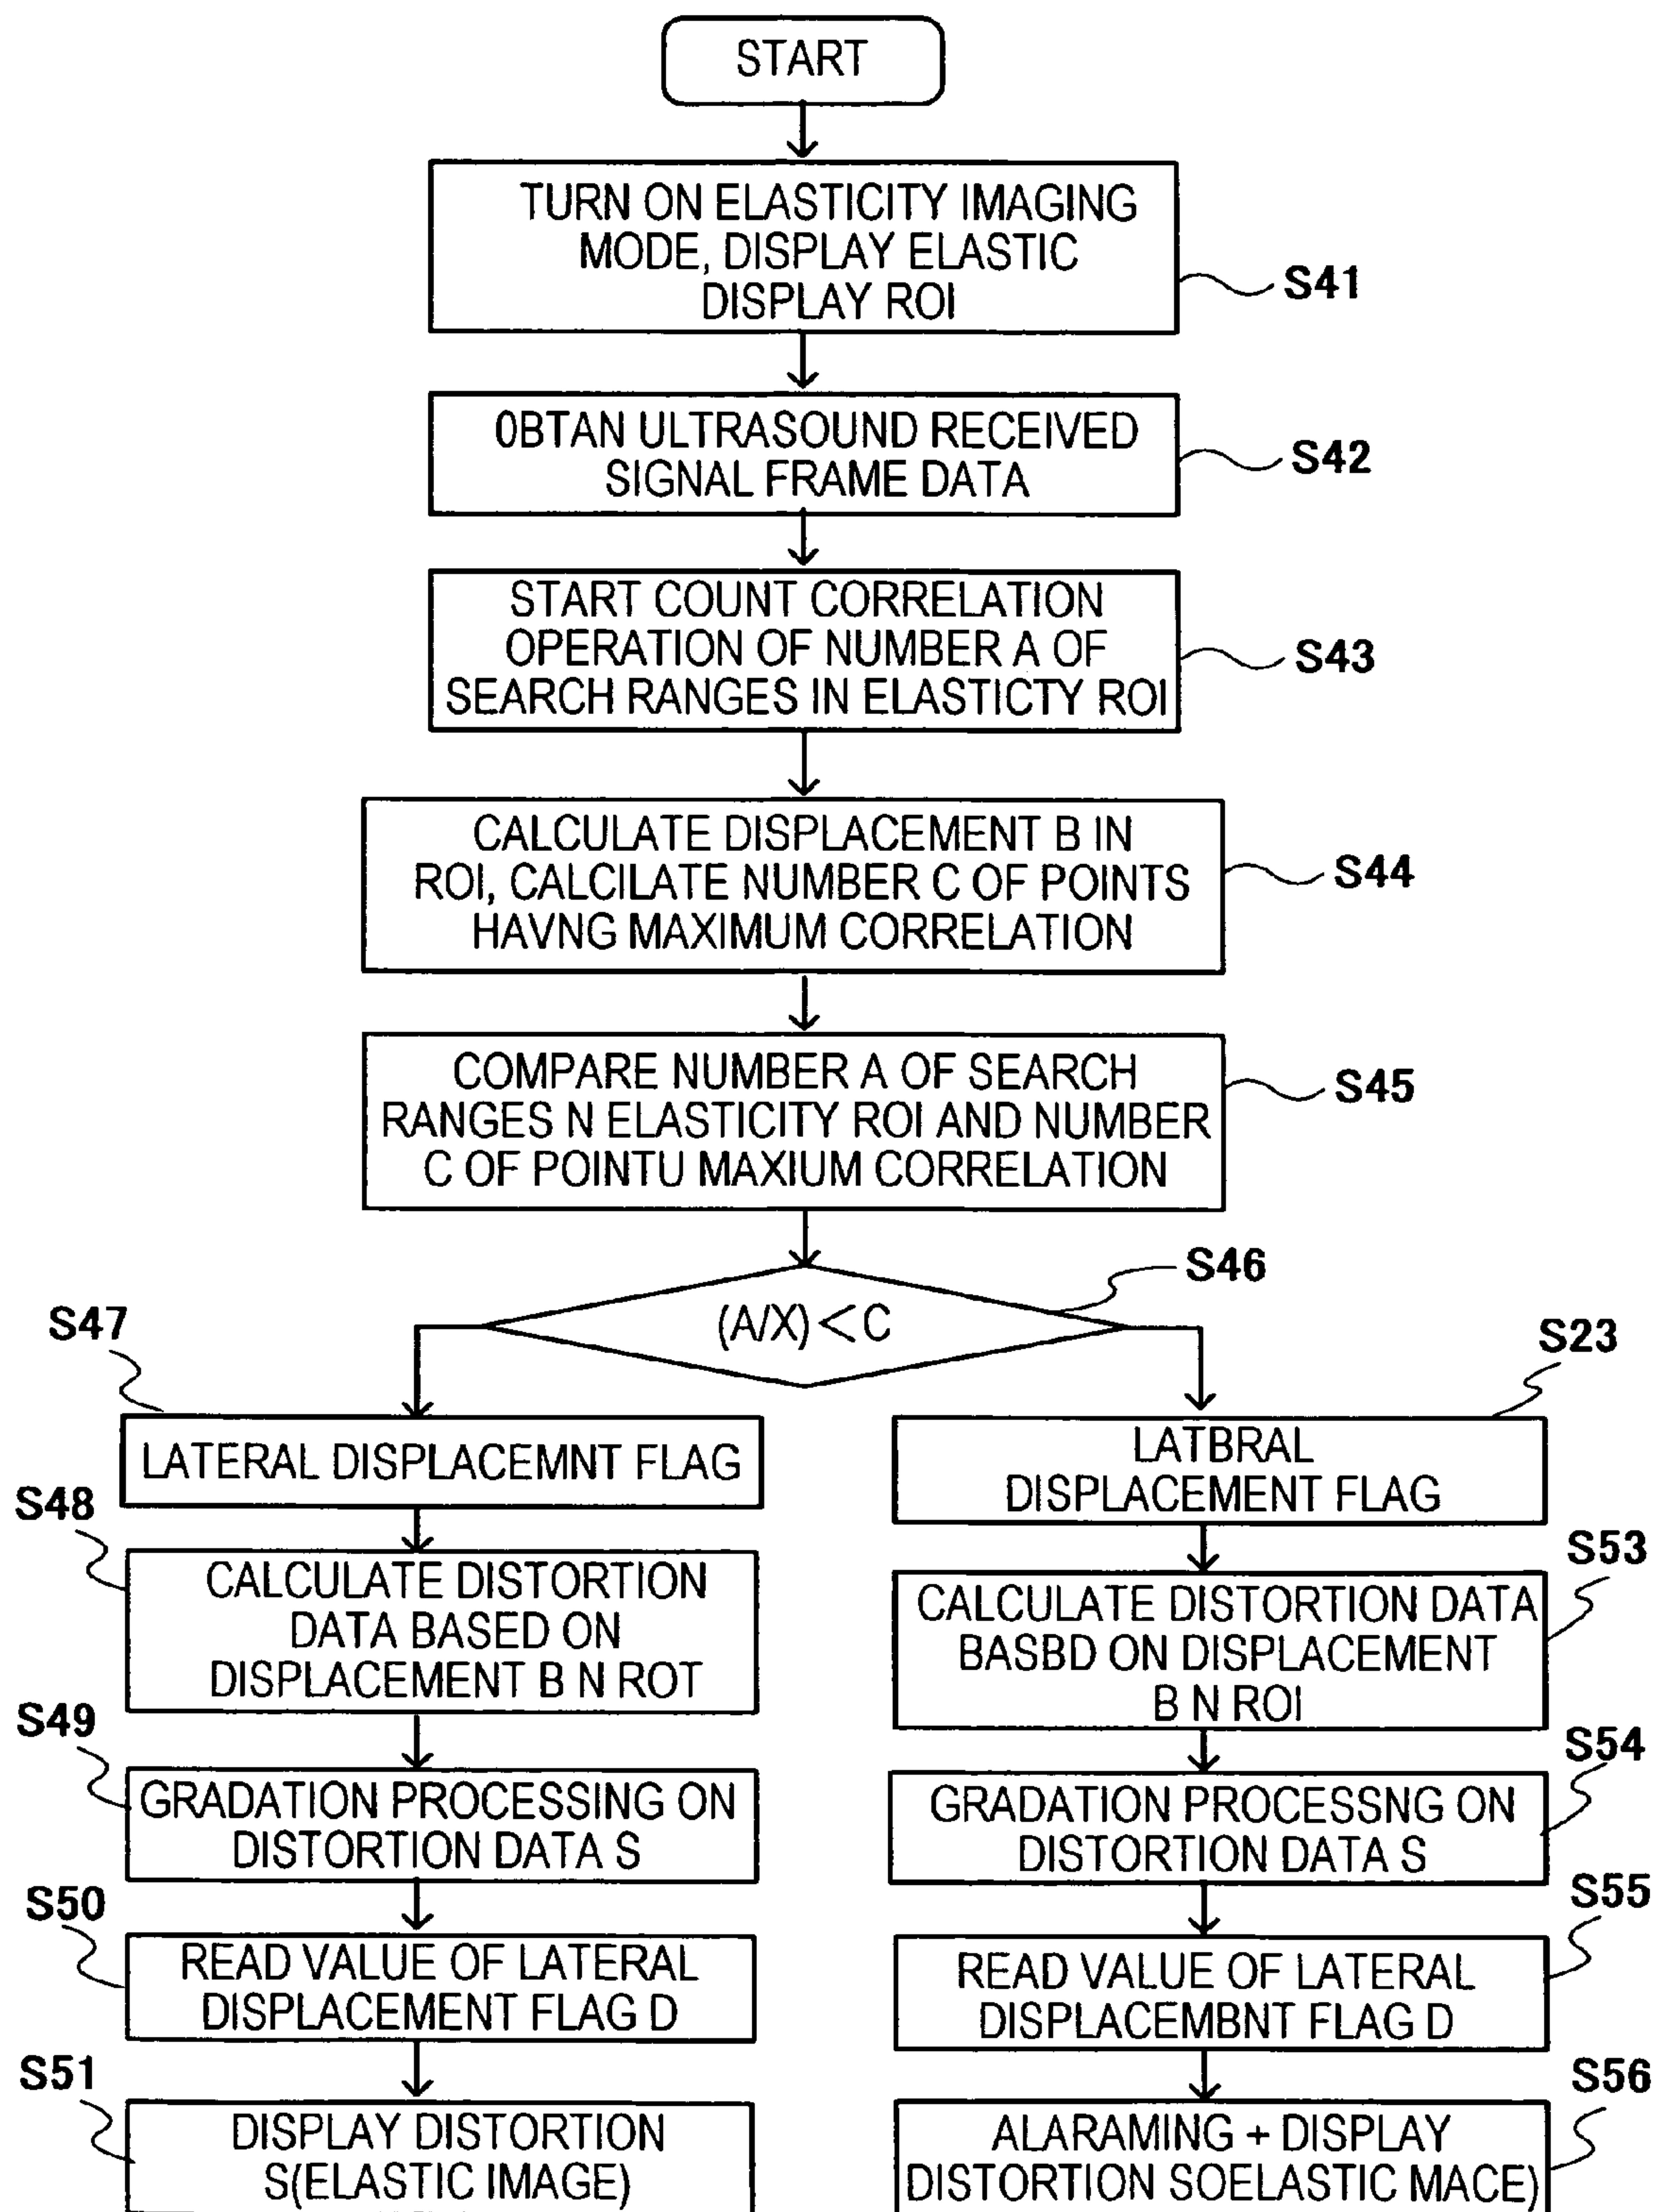 START
TURN ON ELASTICITY IMAGING
MODE, DISPLAY ELASTIC
DISPLAY ROI
S41
0BTAN ULTRASOUND RECEIVED
SIGNAL FRAME DATA
S42
START COUNT CORRELATION
OPERATION OF NUMBER A OF
SEARCH RANGES IN ELASTICTY ROI
S43
CALCULATE DISPLACEMENT B IN
ROI, CALCILATE NUMBER C OF POINTS
HAVNG MAXIMUM CORRELATION
S44
COMPARE NUMBER A OF SEARCH
RANGES N ELASTICITY ROI AND NUMBER
C OF POINTU MAXIUM CORRELATION
S45
(A/X)<C
S46
S47
LATERAL DISPLACEMNT FLAG
S48
CALCULATE DISTORTION
DATA BASED ON
DISPLACEMENT B N ROT
S49
GRADATION PROCESSING ON
DISTORTION DATA S
S50
READ VALUE OF LATERAL
DISPLACEMENT FLAG D
S51
DISPLAY DISTORTION
S(ELASTIC IMAGE)
S23
LATBRAL
DISPLACEMENT FLAG
S53
CALCULATE DISTORTION DATA
BASBD ON DISPLACEMENT
B N ROI
S54
GRADATION PROCESSNG ON
DISTORTION DATA S
S55
READ VALUE OF LATERAL
DISPLACEMBNT FLAG D
S56
ALARAMING + DISPLAY
DISTORTION SOELASTIC MACE)